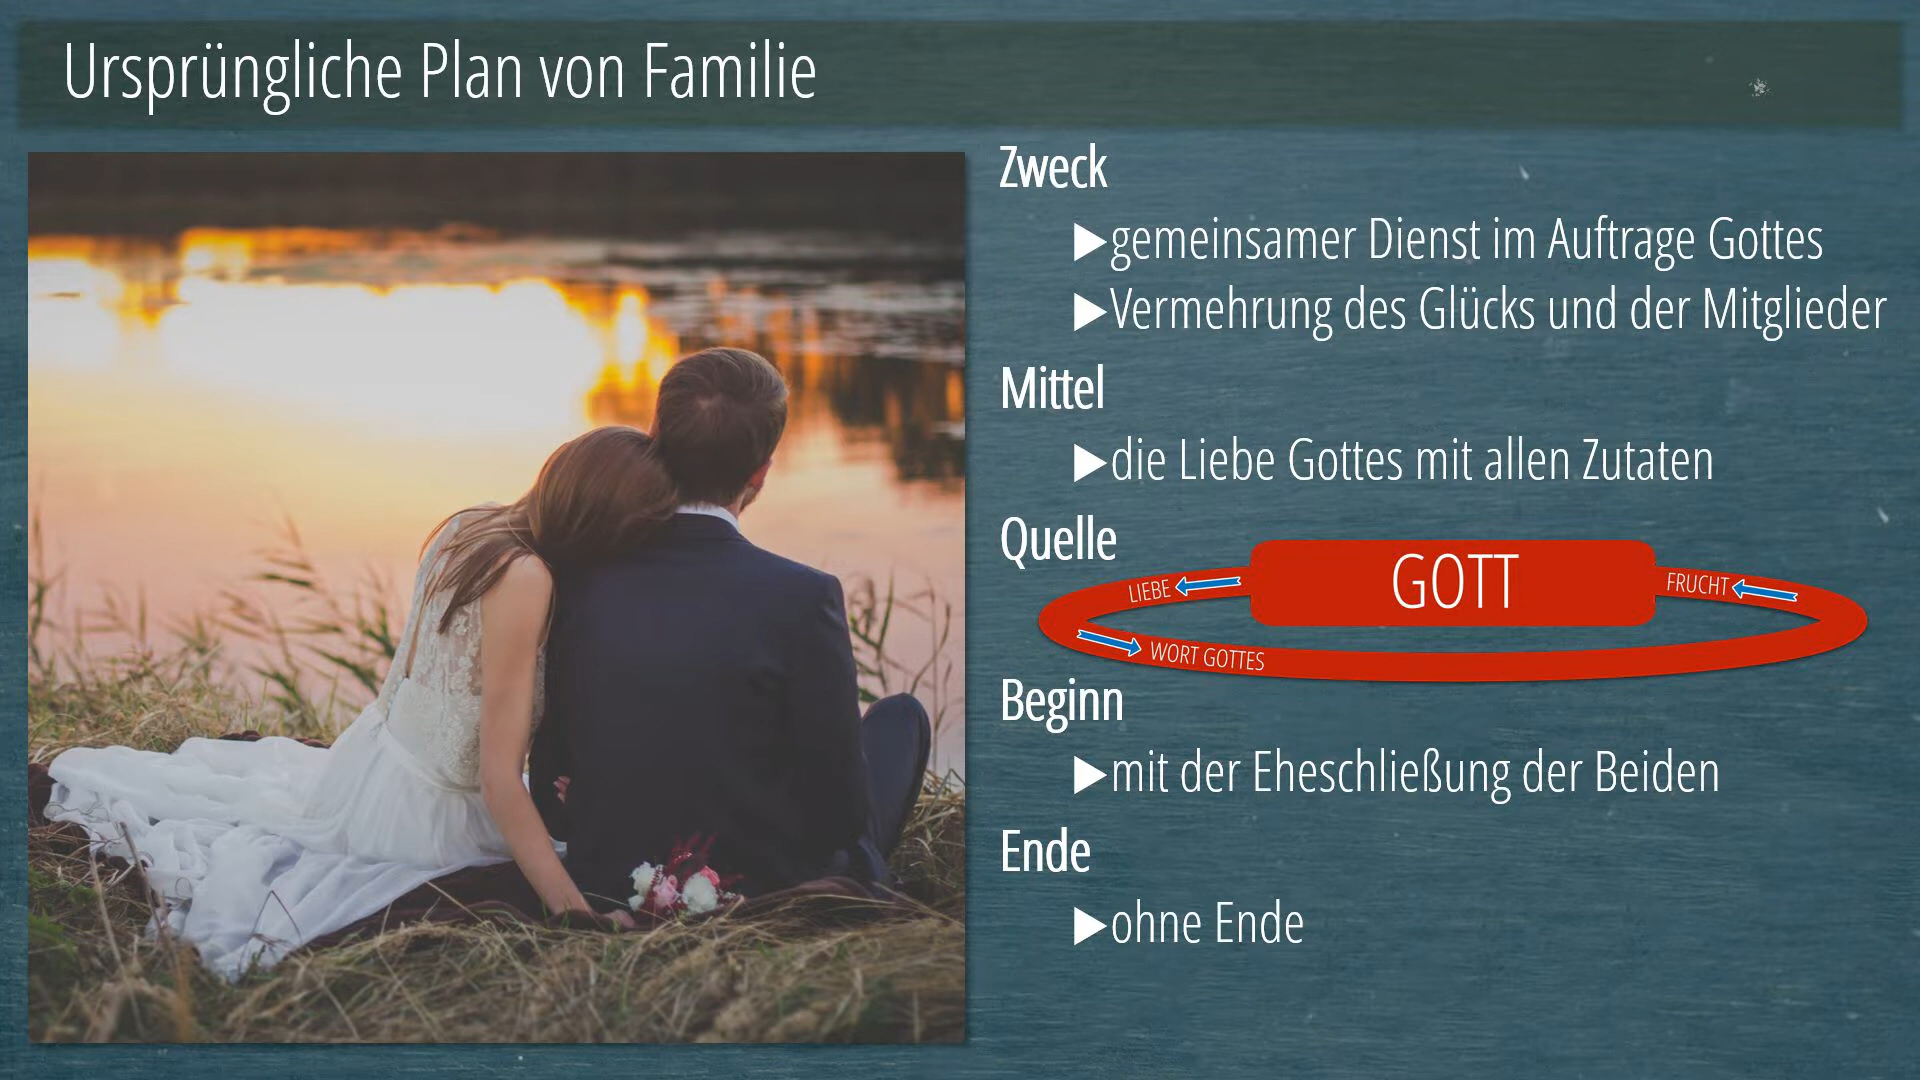 Ursprüngliche Plan von Familie
Zweck
▶gemeinsamer Dienst im Auftrage Gottes
▶Vermehrung des Glücks und der Mitglieder
Mittel
▶die Liebe Gottes mit allen Zutaten
Quelle
GOTT
LIEBE
FRUCHT
WORT GOTTES
Beginn
▶mit der Eheschließung der Beiden
Ende
▶ohne Ende